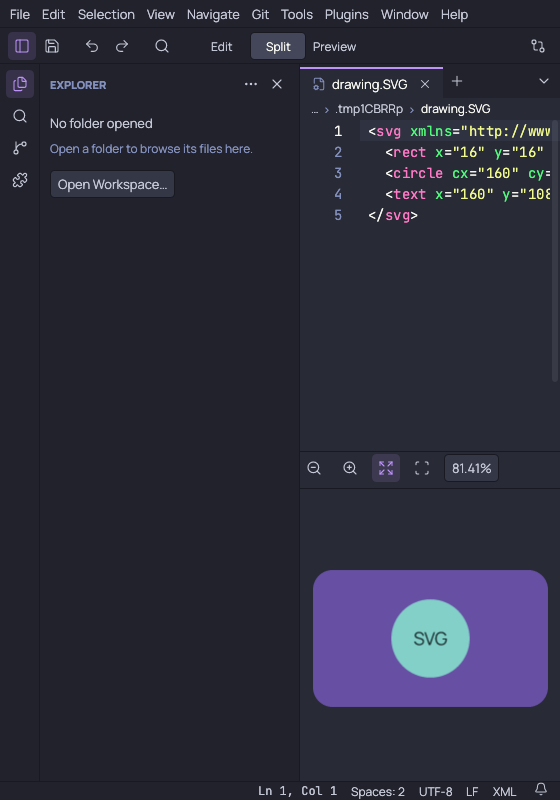 File Edit Selection View Navigate Git Tools Plugins Window Help
Edit Split Preview
EXPLORER
No folder opened
Open a folder to browse its files here.
Open Workspace...
drawing.SVG
... > .tmp1CBRRp > drawing.SVG
1 <svg xmlns="http://www
2 <rect x="16" y="16"
3 <circle cx="160" cy=
4 <text x="160" y="108
5 </svg>
81.41%
SVG
Ln 1, Col 1 Spaces: 2 UTF-8 LF XML